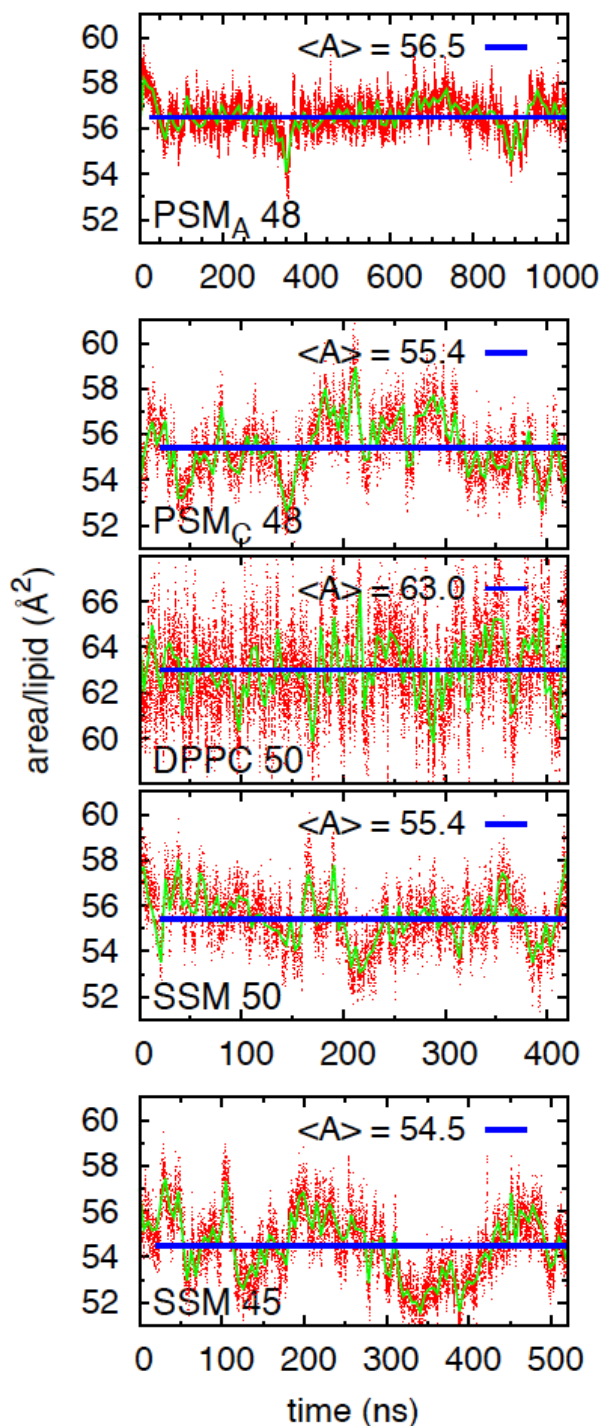 60
<A> = 56.5
58
56
54
52
PSM_A 48
0 200 400 600 800 1000
60
<A> = 55.4
58
56
54
52
PSM_C 48
area/lipid (Å²)
66
<A> = 63.0
64
62
60
DPPC 50
60
<A> = 55.4
58
56
54
52
SSM 50
0 100 200 300 400
60
<A> = 54.5
58
56
54
52
SSM 45
0 100 200 300 400 500
time (ns)